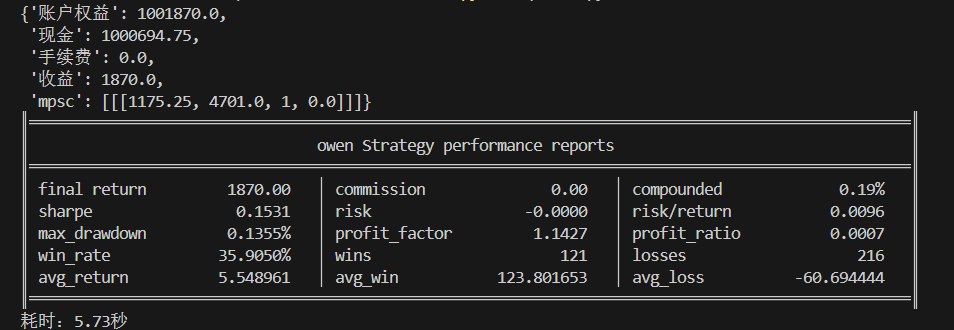 {'账户权益': 1001870.0,
'现金': 1000694.75,
'手续费': 0.0,
'收益': 1870.0,
'mpsc': [[[1175.25, 4701.0, 1, 0.0]]]}
owen Strategy performance reports
final return 1870.00 commission 0.00 compounded 0.19%
sharpe 0.1531 risk -0.0000 risk/return 0.0096
max_drawdown 0.1355% profit_factor 1.1427 profit_ratio 0.0007
win_rate 35.9050% wins 121 losses 216
avg_return 5.548961 avg_win 123.801653 avg_loss -60.694444
耗时：5.73秒